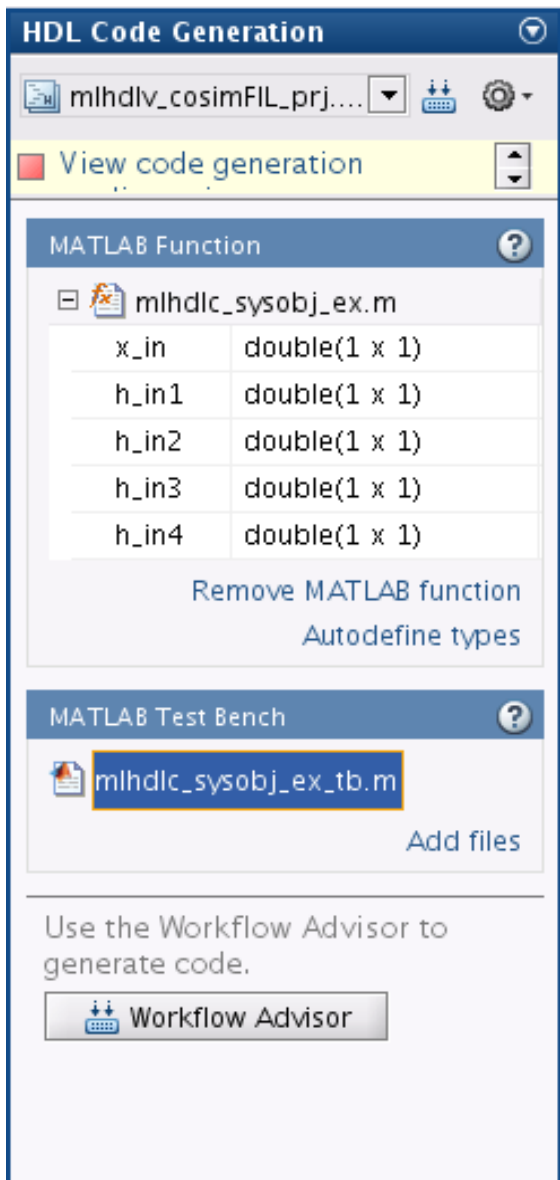 HDL Code Generation
mlhdlv_cosimFIL_prj....
View code generation
MATLAB Function
mlhdlc_sysobj_ex.m
x_in double(1 x 1)
h_in1 double(1 x 1)
h_in2 double(1 x 1)
h_in3 double(1 x 1)
h_in4 double(1 x 1)
Remove MATLAB function
Autodefine types
MATLAB Test Bench
mlhdlc_sysobj_ex_tb.m
Add files
Use the Workflow Advisor to
generate code.
Workflow Advisor